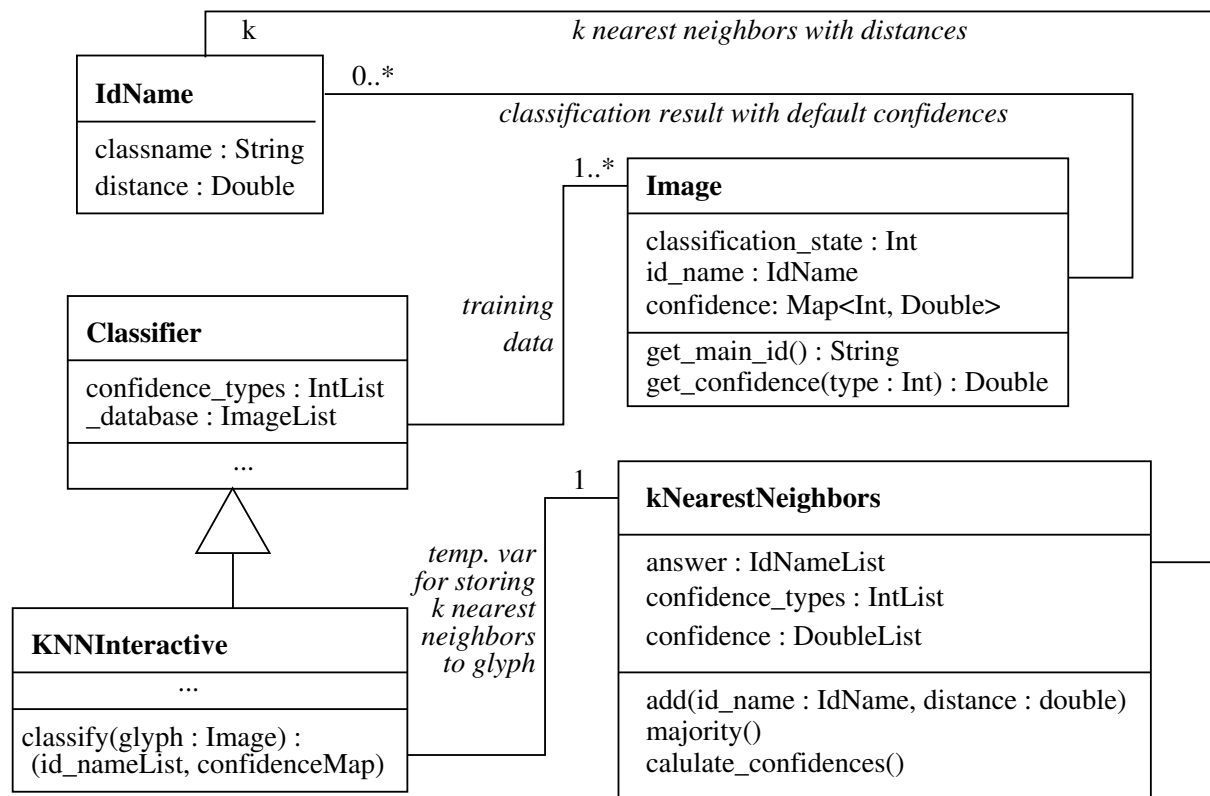 k
k nearest neighbors with distances
IdName
classname : String
distance : Double
0..*
classification result with default confidences
1..*
Image
classification_state : Int
id_name : IdName
confidence: Map<Int, Double>
get_main_id() : String
get_confidence(type : Int) : Double
training
data
Classifier
confidence_types : IntList
_database : ImageList
...
1
kNearestNeighbors
answer : IdNameList
confidence_types : IntList
confidence : DoubleList
add(id_name : IdName, distance : double)
majority()
calulate_confidences()
temp. var
for storing
k nearest
neighbors
to glyph
KNNInteractive
...
classify(glyph : Image) :
(id_nameList, confidenceMap)